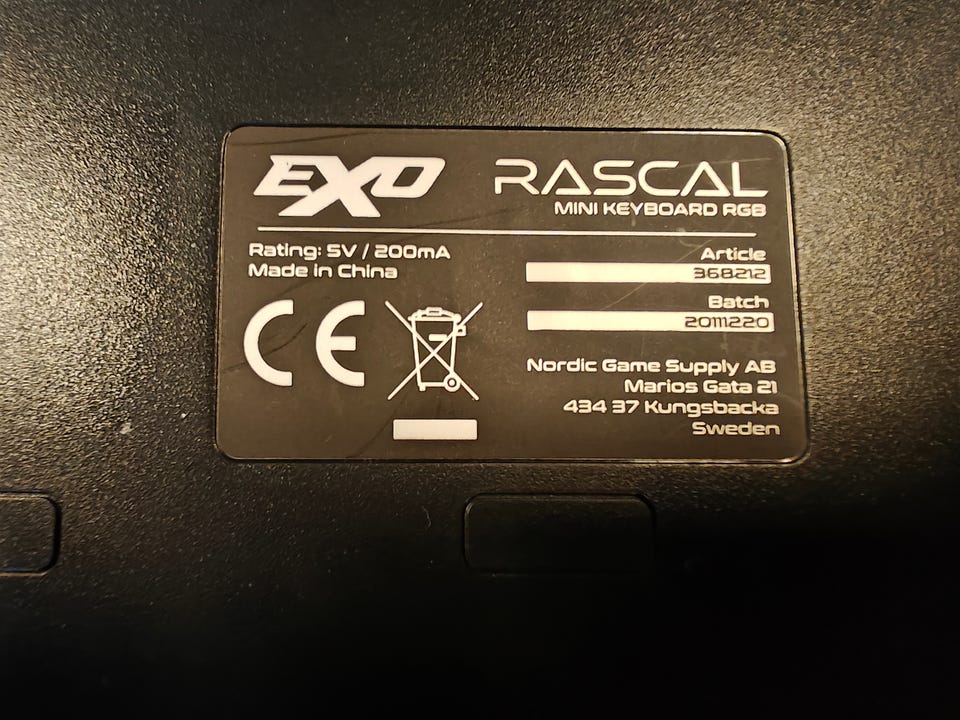 EXO
RASCAL
MINI KEYBOARD RGB
Rating: 5V / 200mA
Made in China
CE
Article
368212
Batch
20111220
Nordic Game Supply AB
Marios Gata 21
434 37 Kungsbacka
Sweden